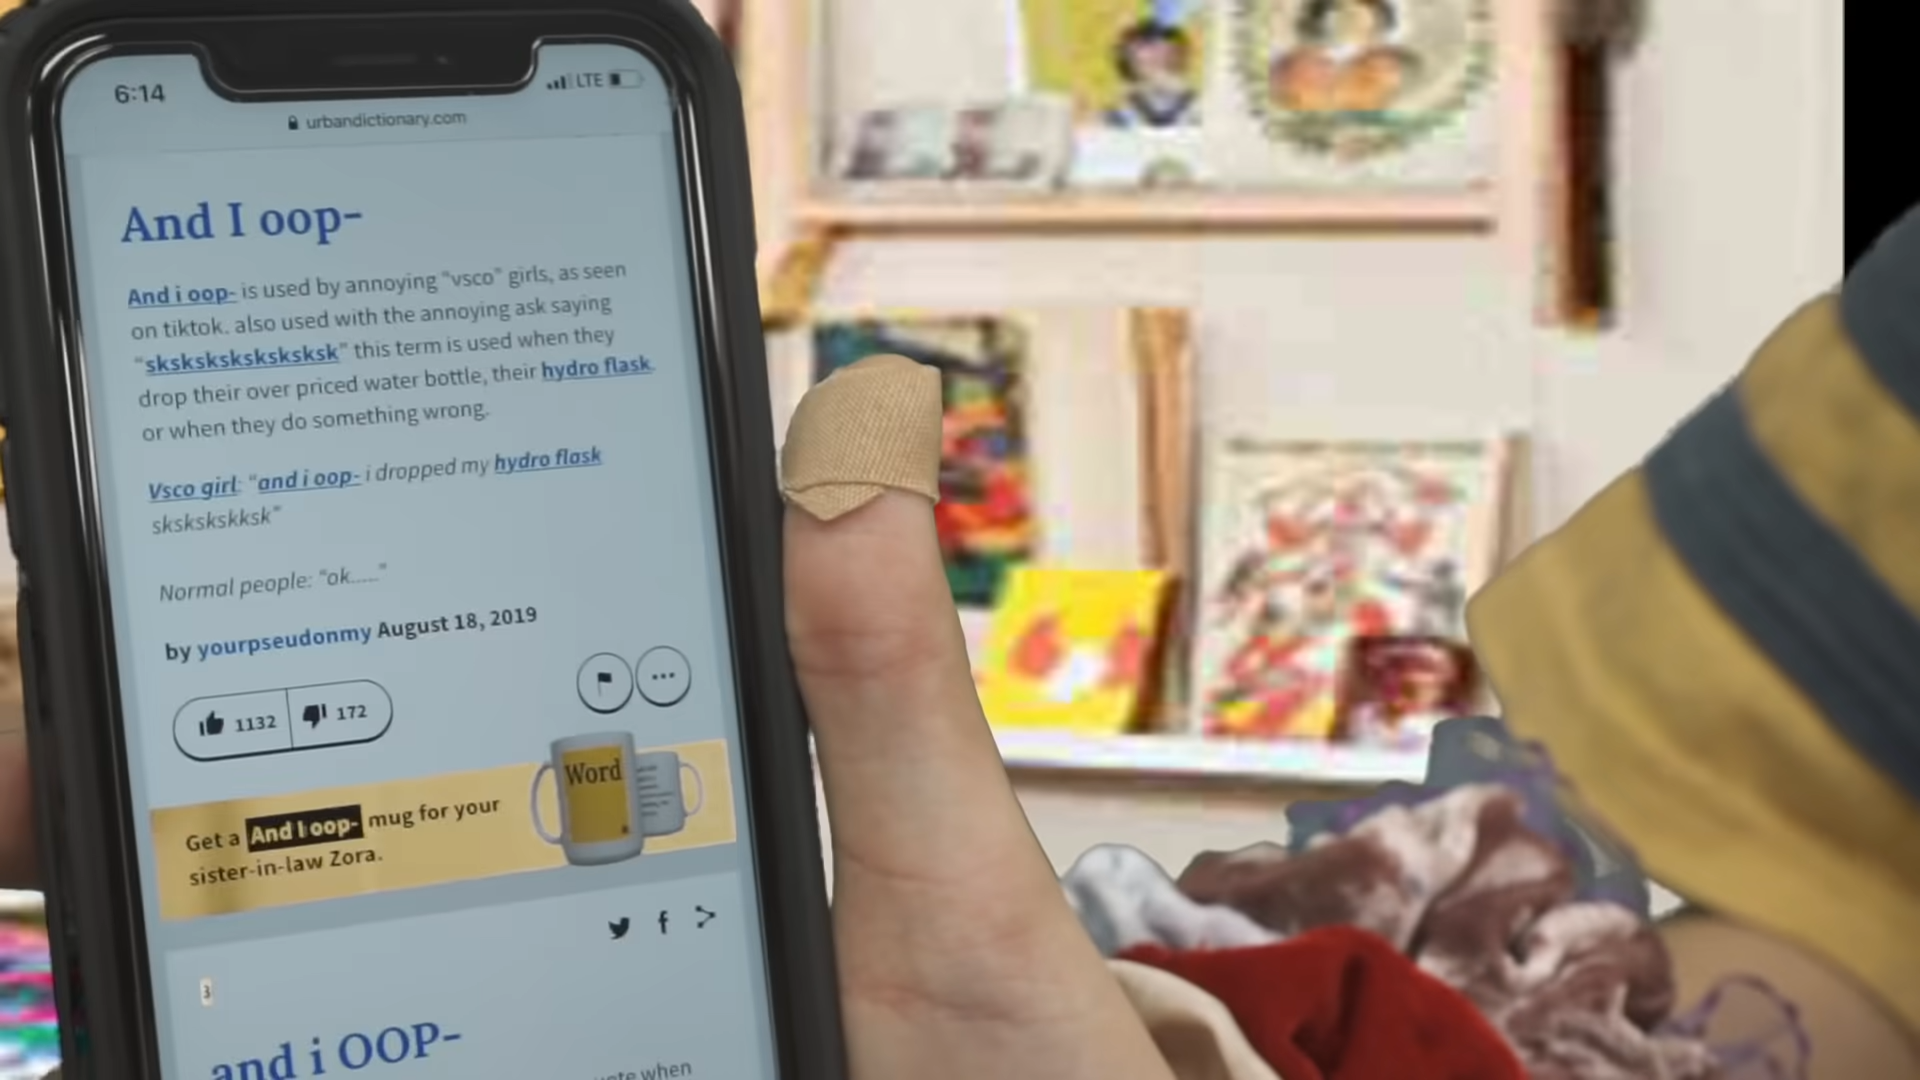 6:14
LTE
urbandictionary.com
And I oop-
And i oop- is used by annoying "vsco" girls, as seen
on tiktok. also used with the annoying ask saying
"sksksksksksksksk" this term is used when they
drop their over priced water bottle, their hydro flask.
or when they do something wrong.
Vsco girl: "and i oop- i dropped my hydro flask
skskskskksk"
Normal people: "ok....."
by yourpseudonmy August 18, 2019
1132
172
Word
Get a And I oop- mug for your
sister-in-law Zora.
3
and i OOP-
when